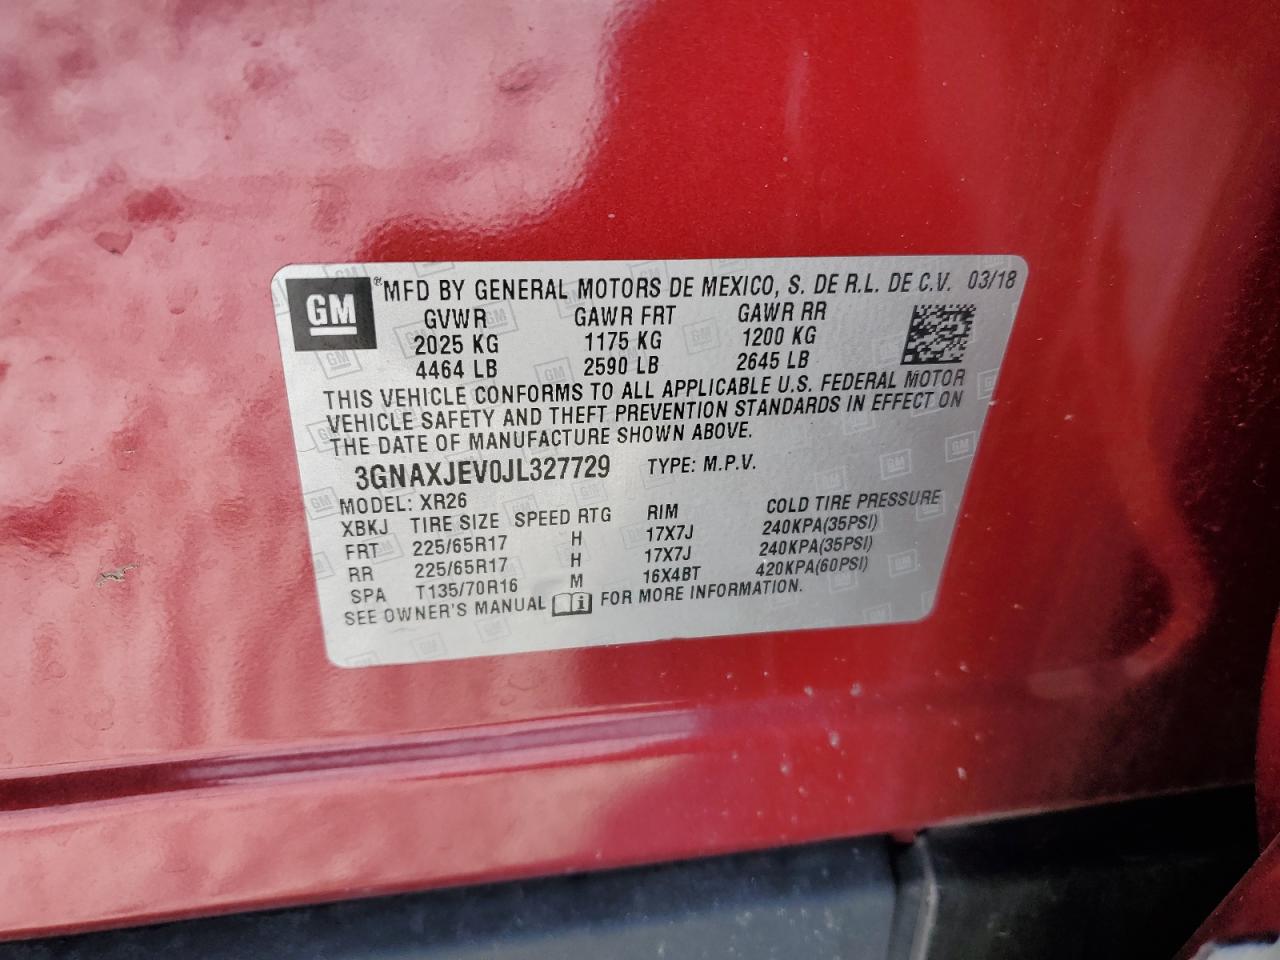 GM
MFD BY GENERAL MOTORS DE MEXICO, S. DE R.L. DE C.V. 03/18
GVWR GAWR FRT GAWR RR
2025 KG 1175 KG 1200 KG
4464 LB 2590 LB 2645 LB
THIS VEHICLE CONFORMS TO ALL APPLICABLE U.S. FEDERAL MOTOR
VEHICLE SAFETY AND THEFT PREVENTION STANDARDS IN EFFECT ON
THE DATE OF MANUFACTURE SHOWN ABOVE.
3GNAXJEV0JL327729 TYPE: M.P.V.
MODEL: XR26
XBKJ TIRE SIZE SPEED RTG RIM COLD TIRE PRESSURE
FRT 225/65R17 H 17X7J 240KPA(35PSI)
RR 225/65R17 H 17X7J 240KPA(35PSI)
SPA T135/70R16 M 16X4BT 420KPA(60PSI)
SEE OWNER'S MANUAL i FOR MORE INFORMATION.